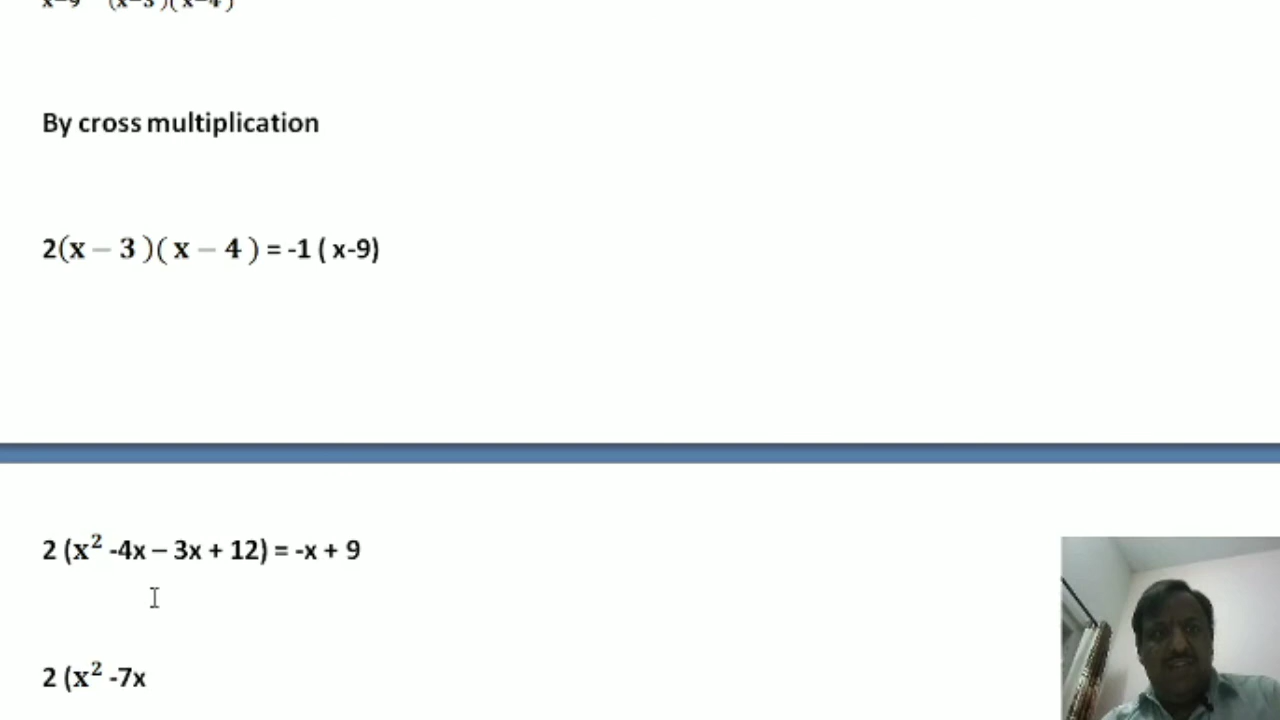 By cross multiplication
2(x – 3 )( x – 4 ) = -1 ( x-9)
2 (x² -4x – 3x + 12) = -x + 9
2 (x² -7x